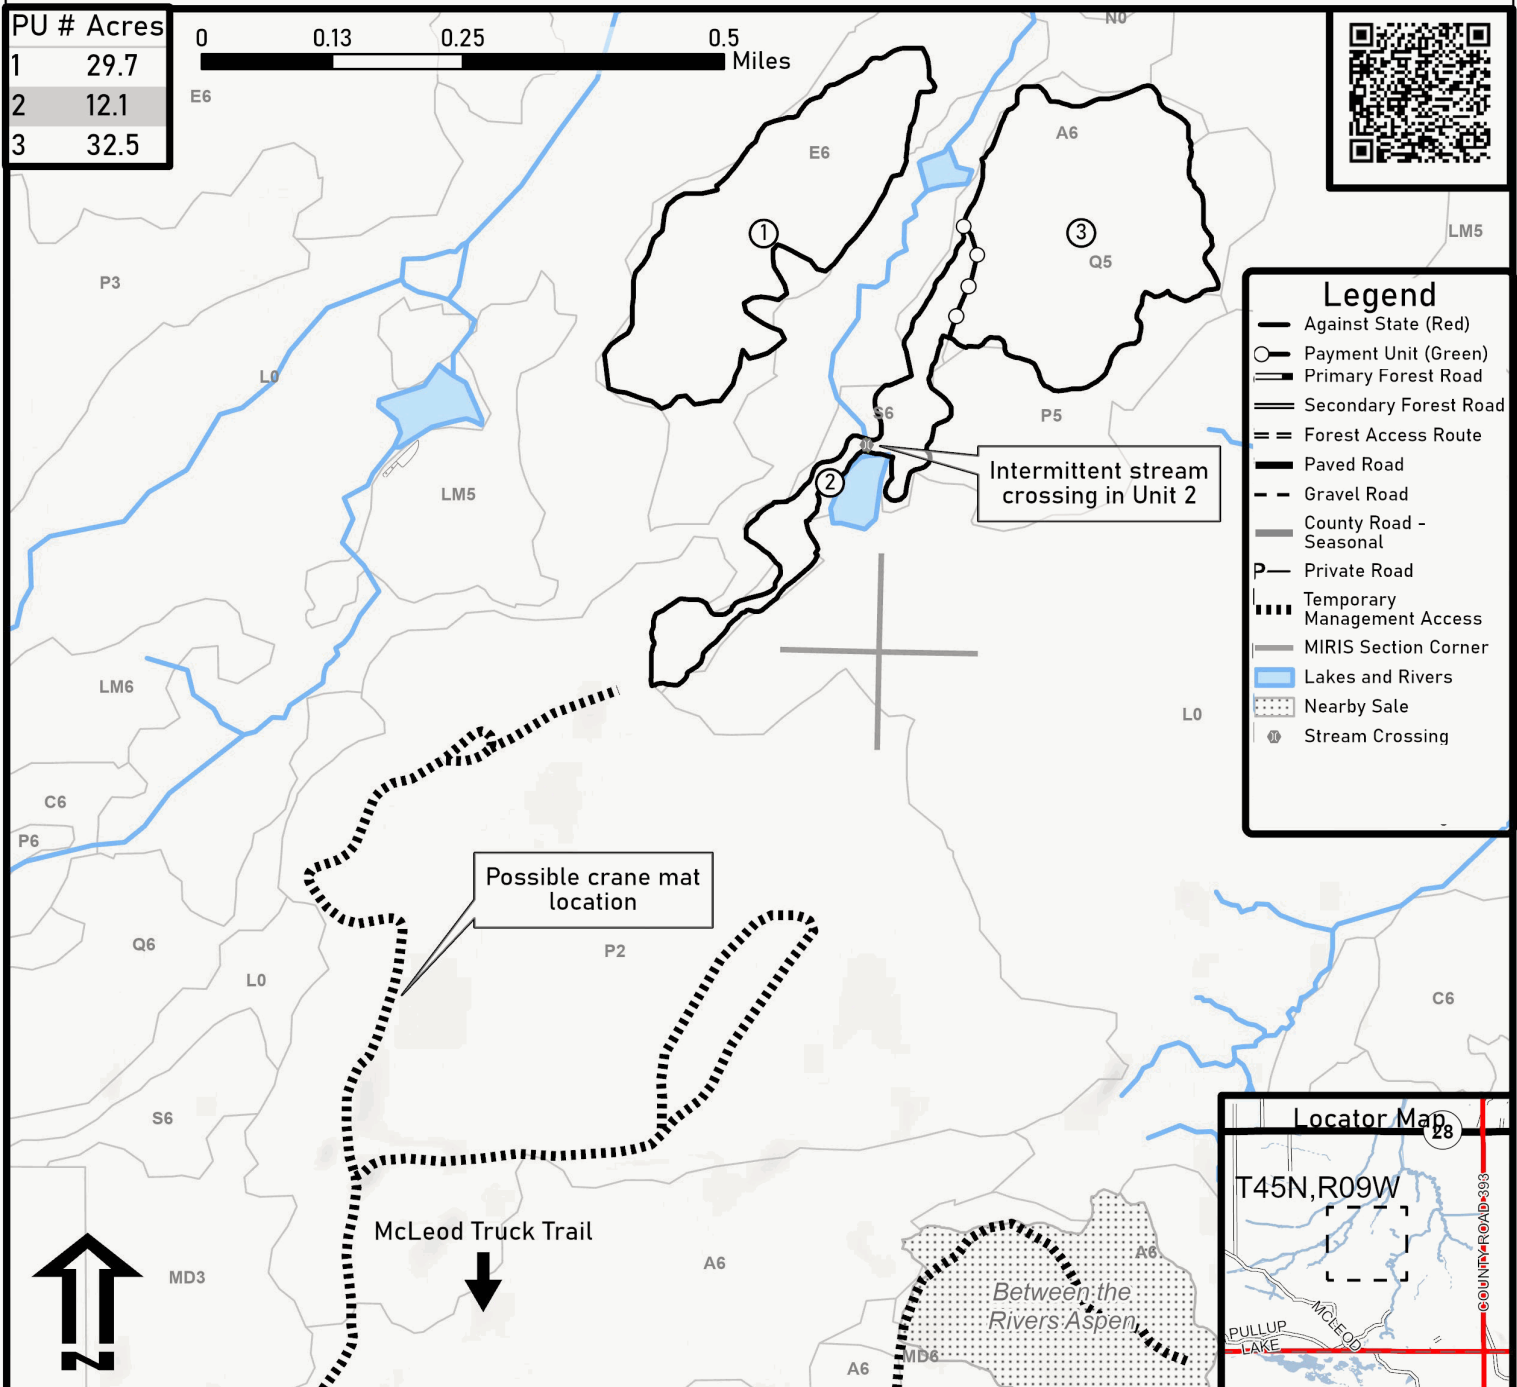 PU # Acres
1 29.7
2 12.1
3 32.5
0 0.13 0.25 0.5
Miles
N0
E6
E6
A6
1
3
Q5
LM5
P3
L0
S6
P5
LM5
2
Intermittent stream
crossing in Unit 2
Legend
Against State (Red)
Payment Unit (Green)
Primary Forest Road
Secondary Forest Road
Forest Access Route
Paved Road
Gravel Road
County Road -
Seasonal
P Private Road
Temporary
Management Access
MIRIS Section Corner
Lakes and Rivers
Nearby Sale
Stream Crossing
LM6
L0
C6
P6
Possible crane mat
location
Q6
P2
L0
C6
S6
McLeod Truck Trail
MD3
A6
A6
Between the
Rivers Aspen
MD6
A6
N
Locator Map
28
T45N,R09W
COUNTY ROAD 393
MCLEOD
PULLUP
LAKE